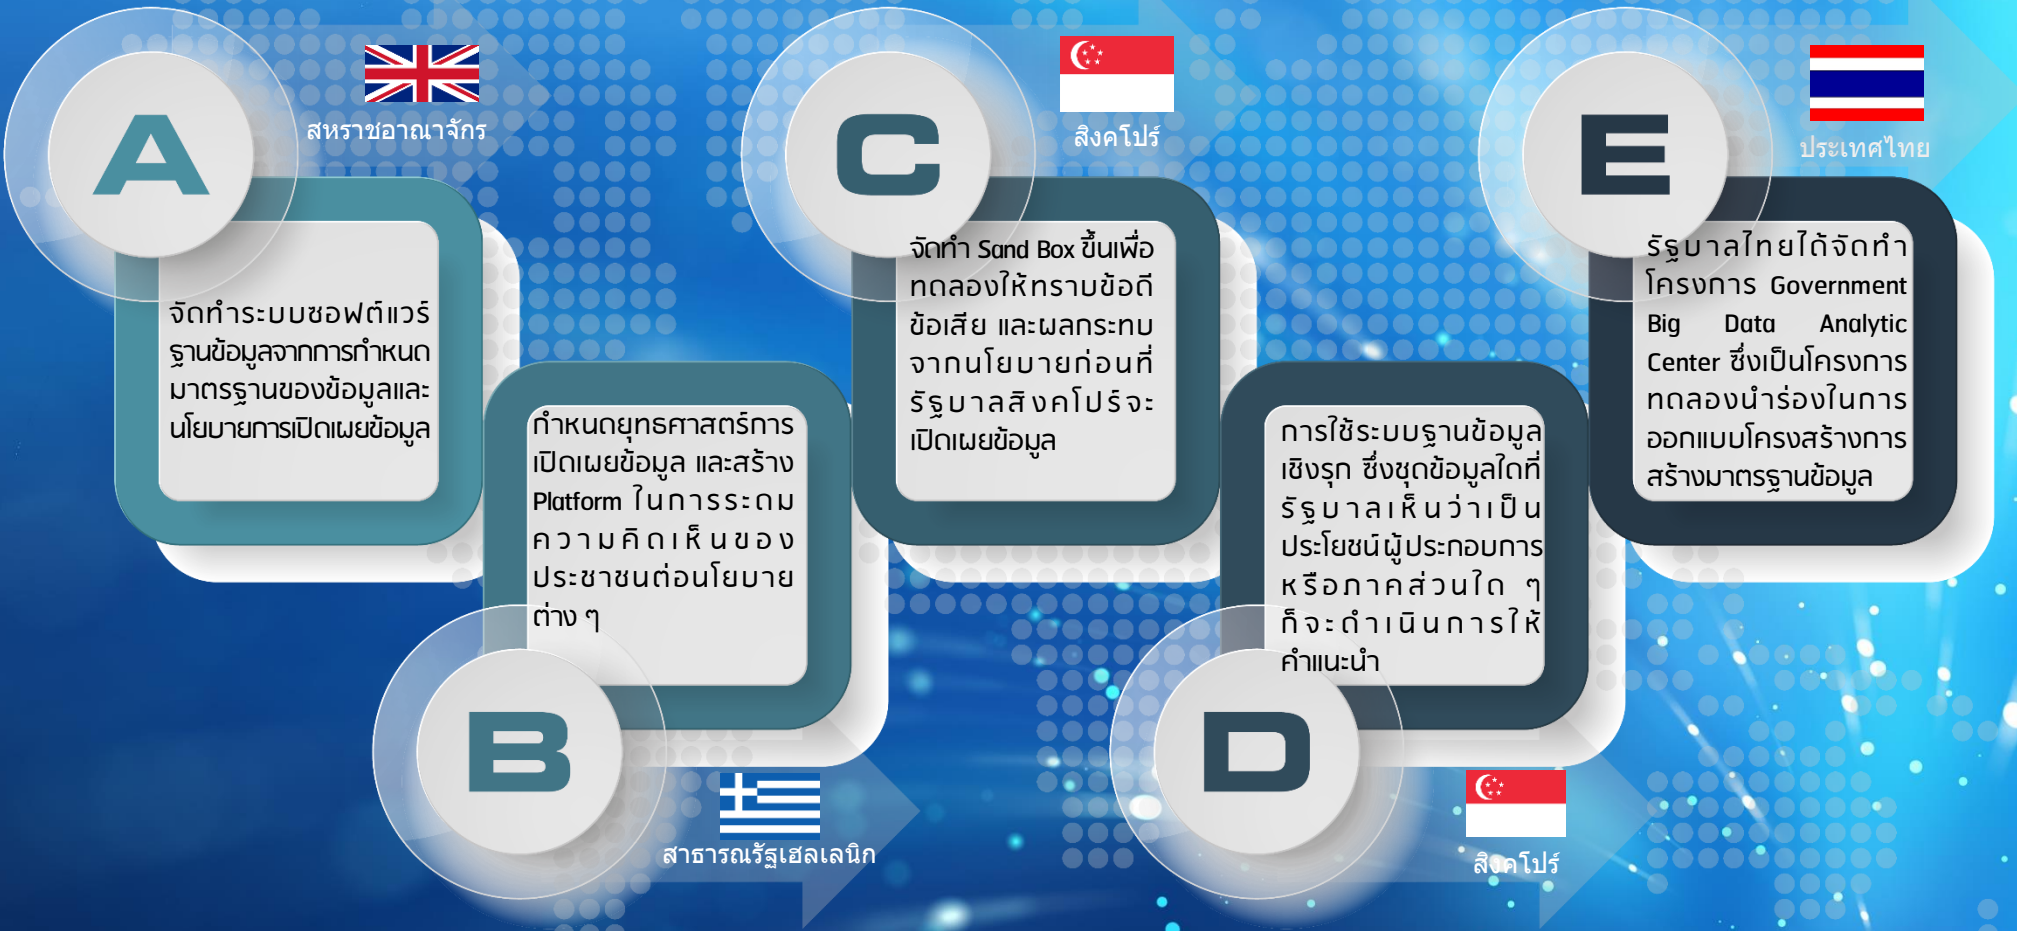 A
สหราชอาณาจักร
จัดทำระบบซอฟต์แวร์
ฐานข้อมูลจากการกำหนด
มาตรฐานของข้อมูลและ
นโยบายการเปิดเผยข้อมูล
B
กำหนดยุทธศาสตร์การ
เปิดเผยข้อมูล และสร้าง
Platform ในการระดม
ความคิดเห็นของ
ประชาชนต่อนโยบาย
ต่าง ๆ
สาธารณรัฐเฮลเลนิก
C
สิงคโปร์
จัดทำ Sand Box ขึ้นเพื่อ
ทดลองให้ทราบข้อดี
ข้อเสีย และผลกระทบ
จากนโยบายก่อนที่
รัฐบาลสิงคโปร์จะ
เปิดเผยข้อมูล
D
การใช้ระบบฐานข้อมูล
เชิงรุก ซึ่งชุดข้อมูลใดที่
รัฐบาลเห็นว่าเป็น
ประโยชน์ผู้ประกอบการ
หรือภาคส่วนใด ๆ
ก็จะดำเนินการให้
คำแนะนำ
สิงคโปร์
E
ประเทศไทย
รัฐบาลไทยได้จัดทำ
โครงการ Government
Big Data Analytic
Center ซึ่งเป็นโครงการ
ทดลองนำร่องในการ
ออกแบบโครงสร้างการ
สร้างมาตรฐานข้อมูล